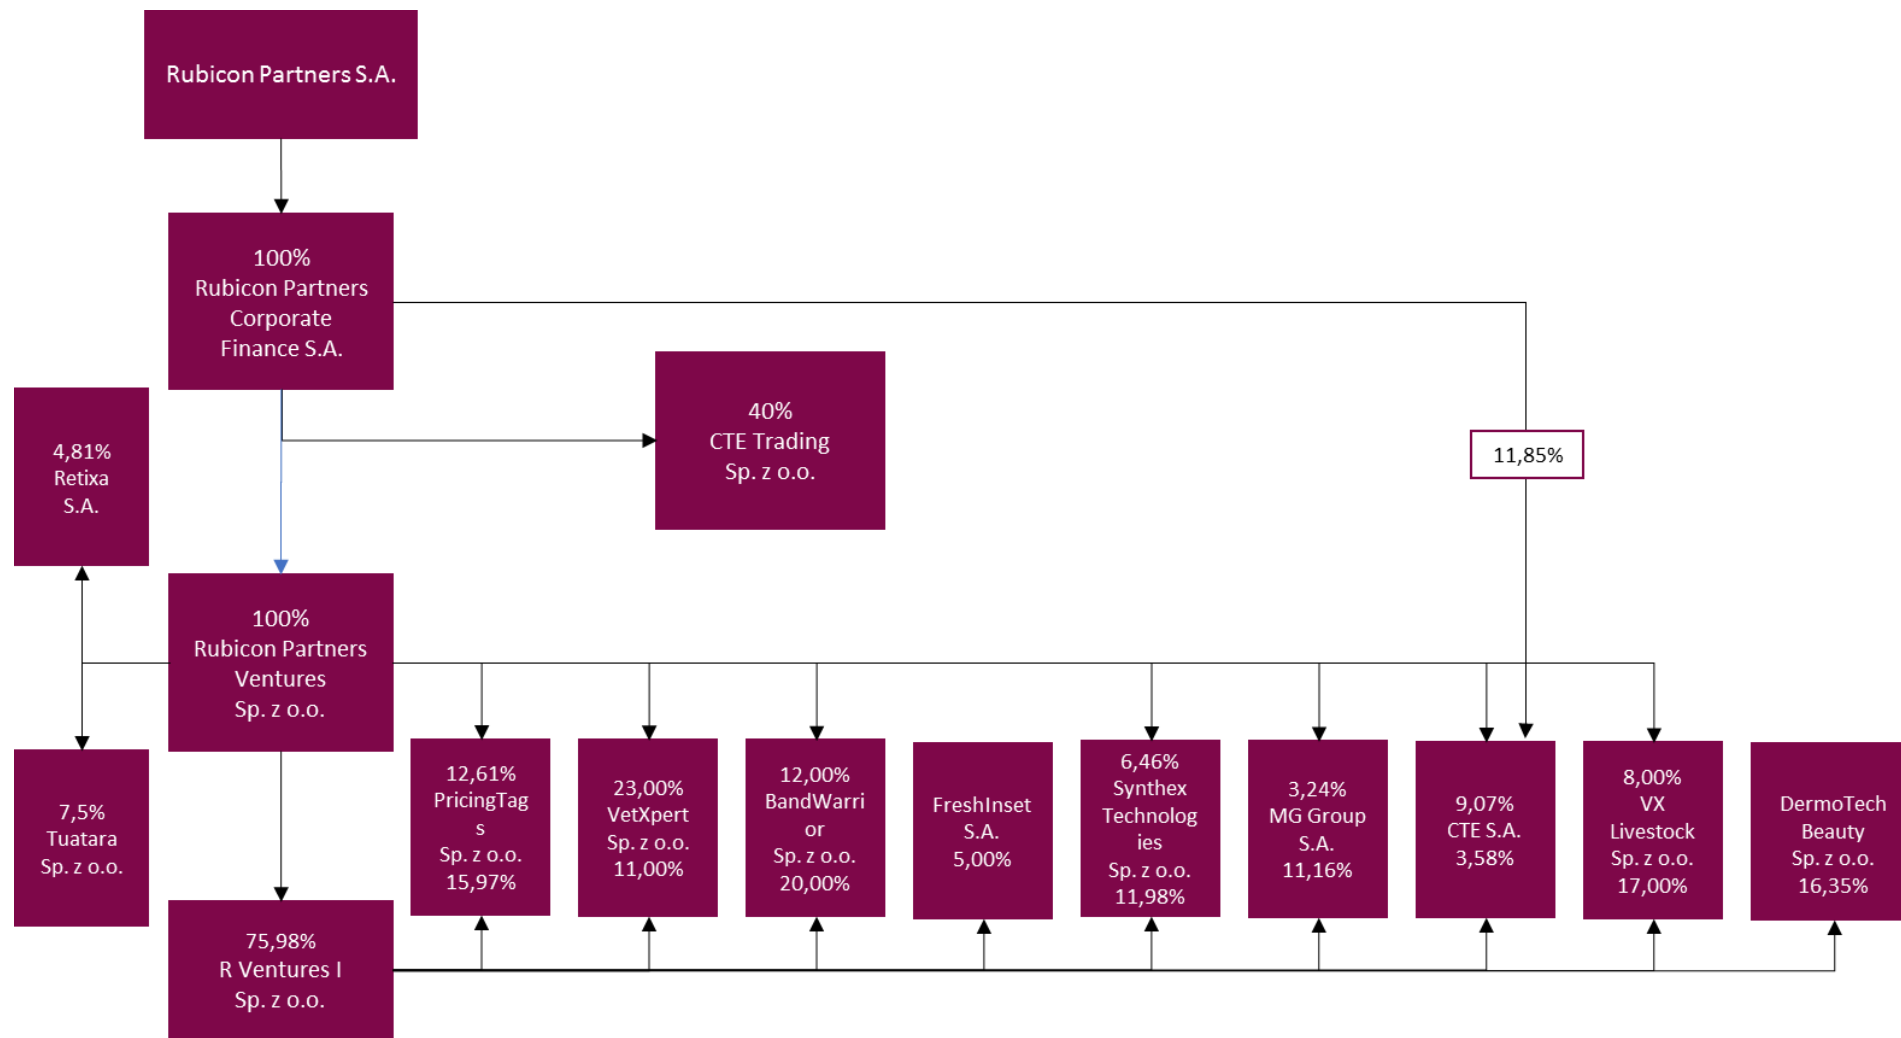 Rubicon Partners S.A.
100%
Rubicon Partners
Corporate
Finance S.A.
40%
CTE Trading
Sp. z o.o.
4,81%
Retixa
S.A.
11,85%
100%
Rubicon Partners
Ventures
Sp. z o.o.
7,5%
Tuatara
Sp. z o.o.
12,61%
PricingTag
s
Sp. z o.o.
15,97%
23,00%
VetXpert
Sp. z o.o.
11,00%
12,00%
BandWarri
or
Sp. z o.o.
20,00%
FreshInset
S.A.
5,00%
6,46%
Synthex
Technolog
ies
Sp. z o.o.
11,98%
3,24%
MG Group
S.A.
11,16%
9,07%
CTE S.A.
3,58%
8,00%
VX
Livestock
Sp. z o.o.
17,00%
DermoTech
Beauty
Sp. z o.o.
16,35%
75,98%
R Ventures I
Sp. z o.o.